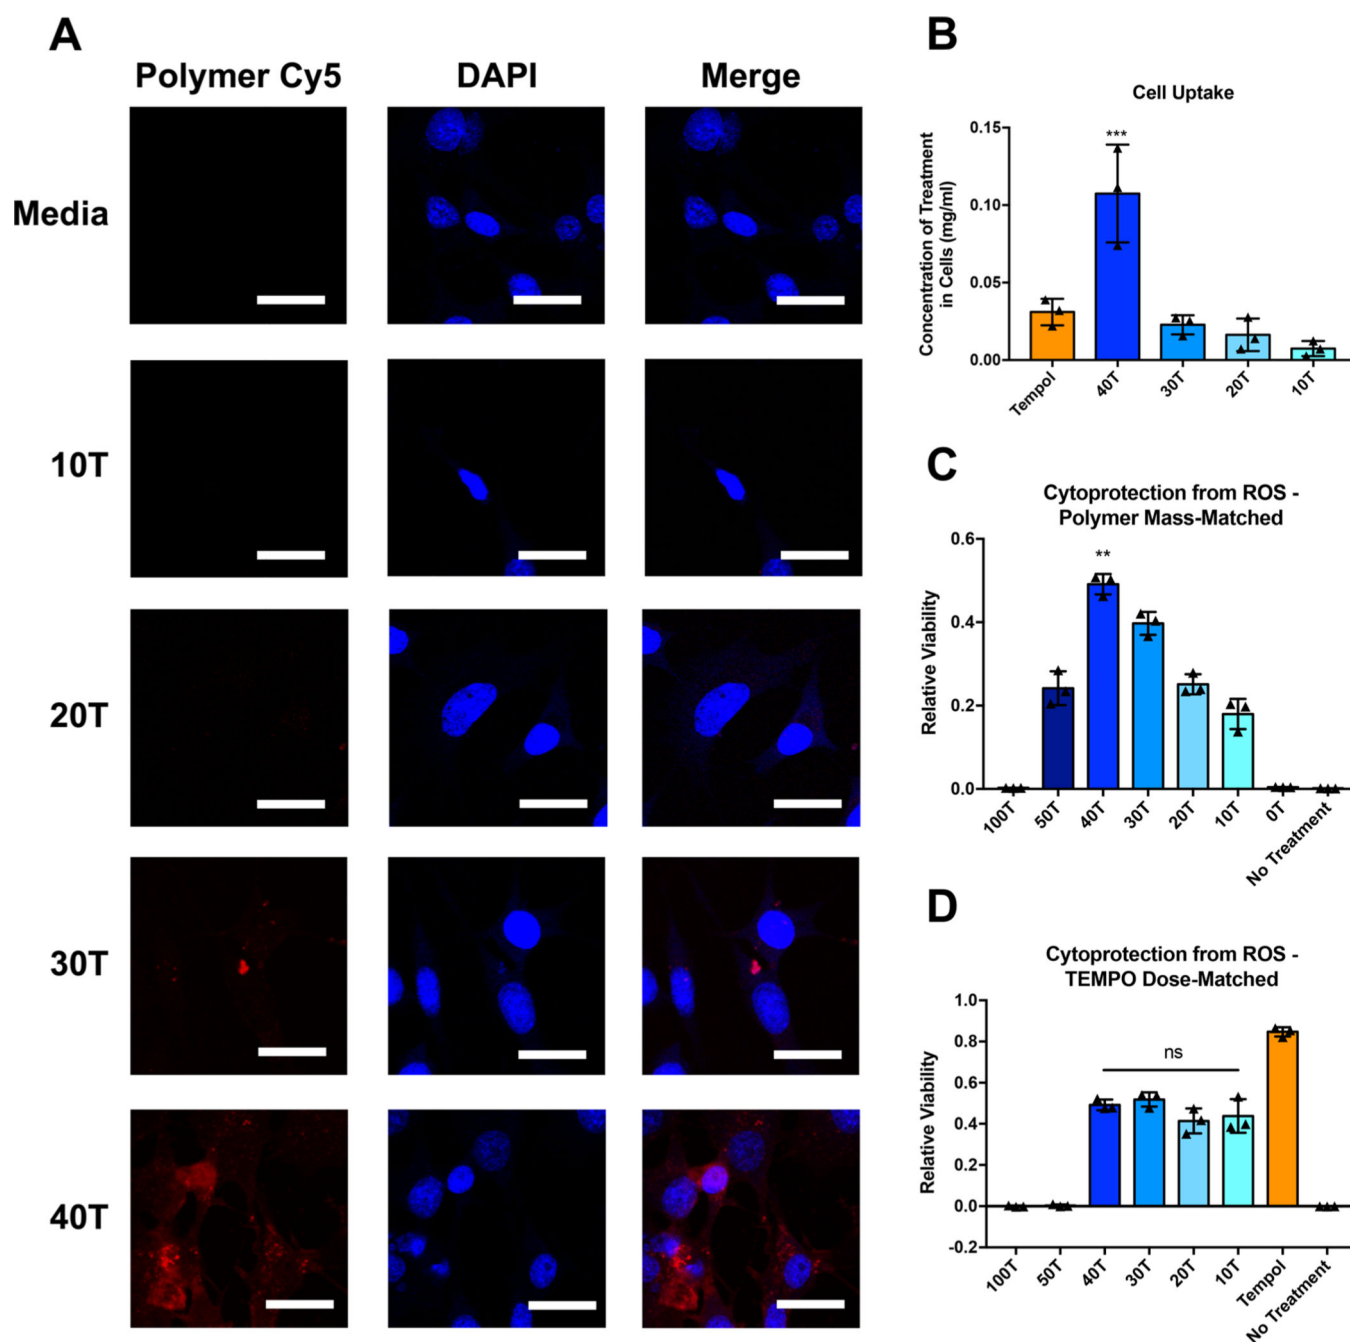 A
Polymer Cy5
DAPI
Merge
Media
10T
20T
30T
40T
B
Cell Uptake
Concentration of Treatment
in Cells (mg/ml)
0.15
0.10
0.05
0.00
***
Tempol
40T
30T
20T
10T
C
Cytoprotection from ROS -
Polymer Mass-Matched
Relative Viability
0.6
0.4
0.2
0.0
**
100T
50T
40T
30T
20T
10T
0T
No Treatment
D
Cytoprotection from ROS -
TEMPO Dose-Matched
Relative Viability
1.0
0.8
0.6
0.4
0.2
0.0
-0.2
ns
100T
50T
40T
30T
20T
10T
Tempol
No Treatment